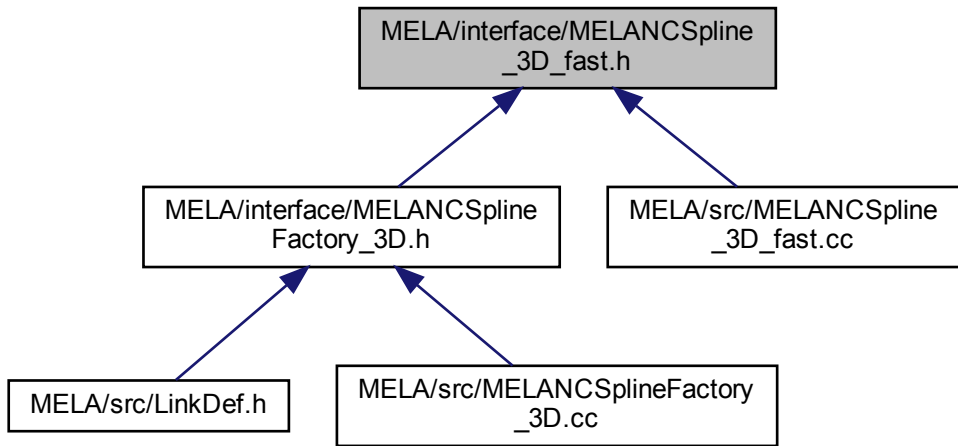 MELA/interface/MELANCSpline
_3D_fast.h
MELA/interface/MELANCSpline
Factory_3D.h
MELA/src/MELANCSpline
_3D_fast.cc
MELA/src/LinkDef.h
MELA/src/MELANCSplineFactory
_3D.cc